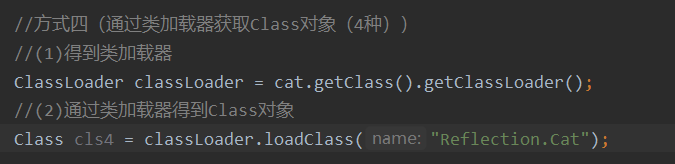 //方式四（通过类加载器获取Class对象（4种））
//(1)得到类加载器
ClassLoader classLoader = cat.getClass().getClassLoader();
//(2)通过类加载器得到Class对象
Class cls4 = classLoader.loadClass( name: "Reflection.Cat");